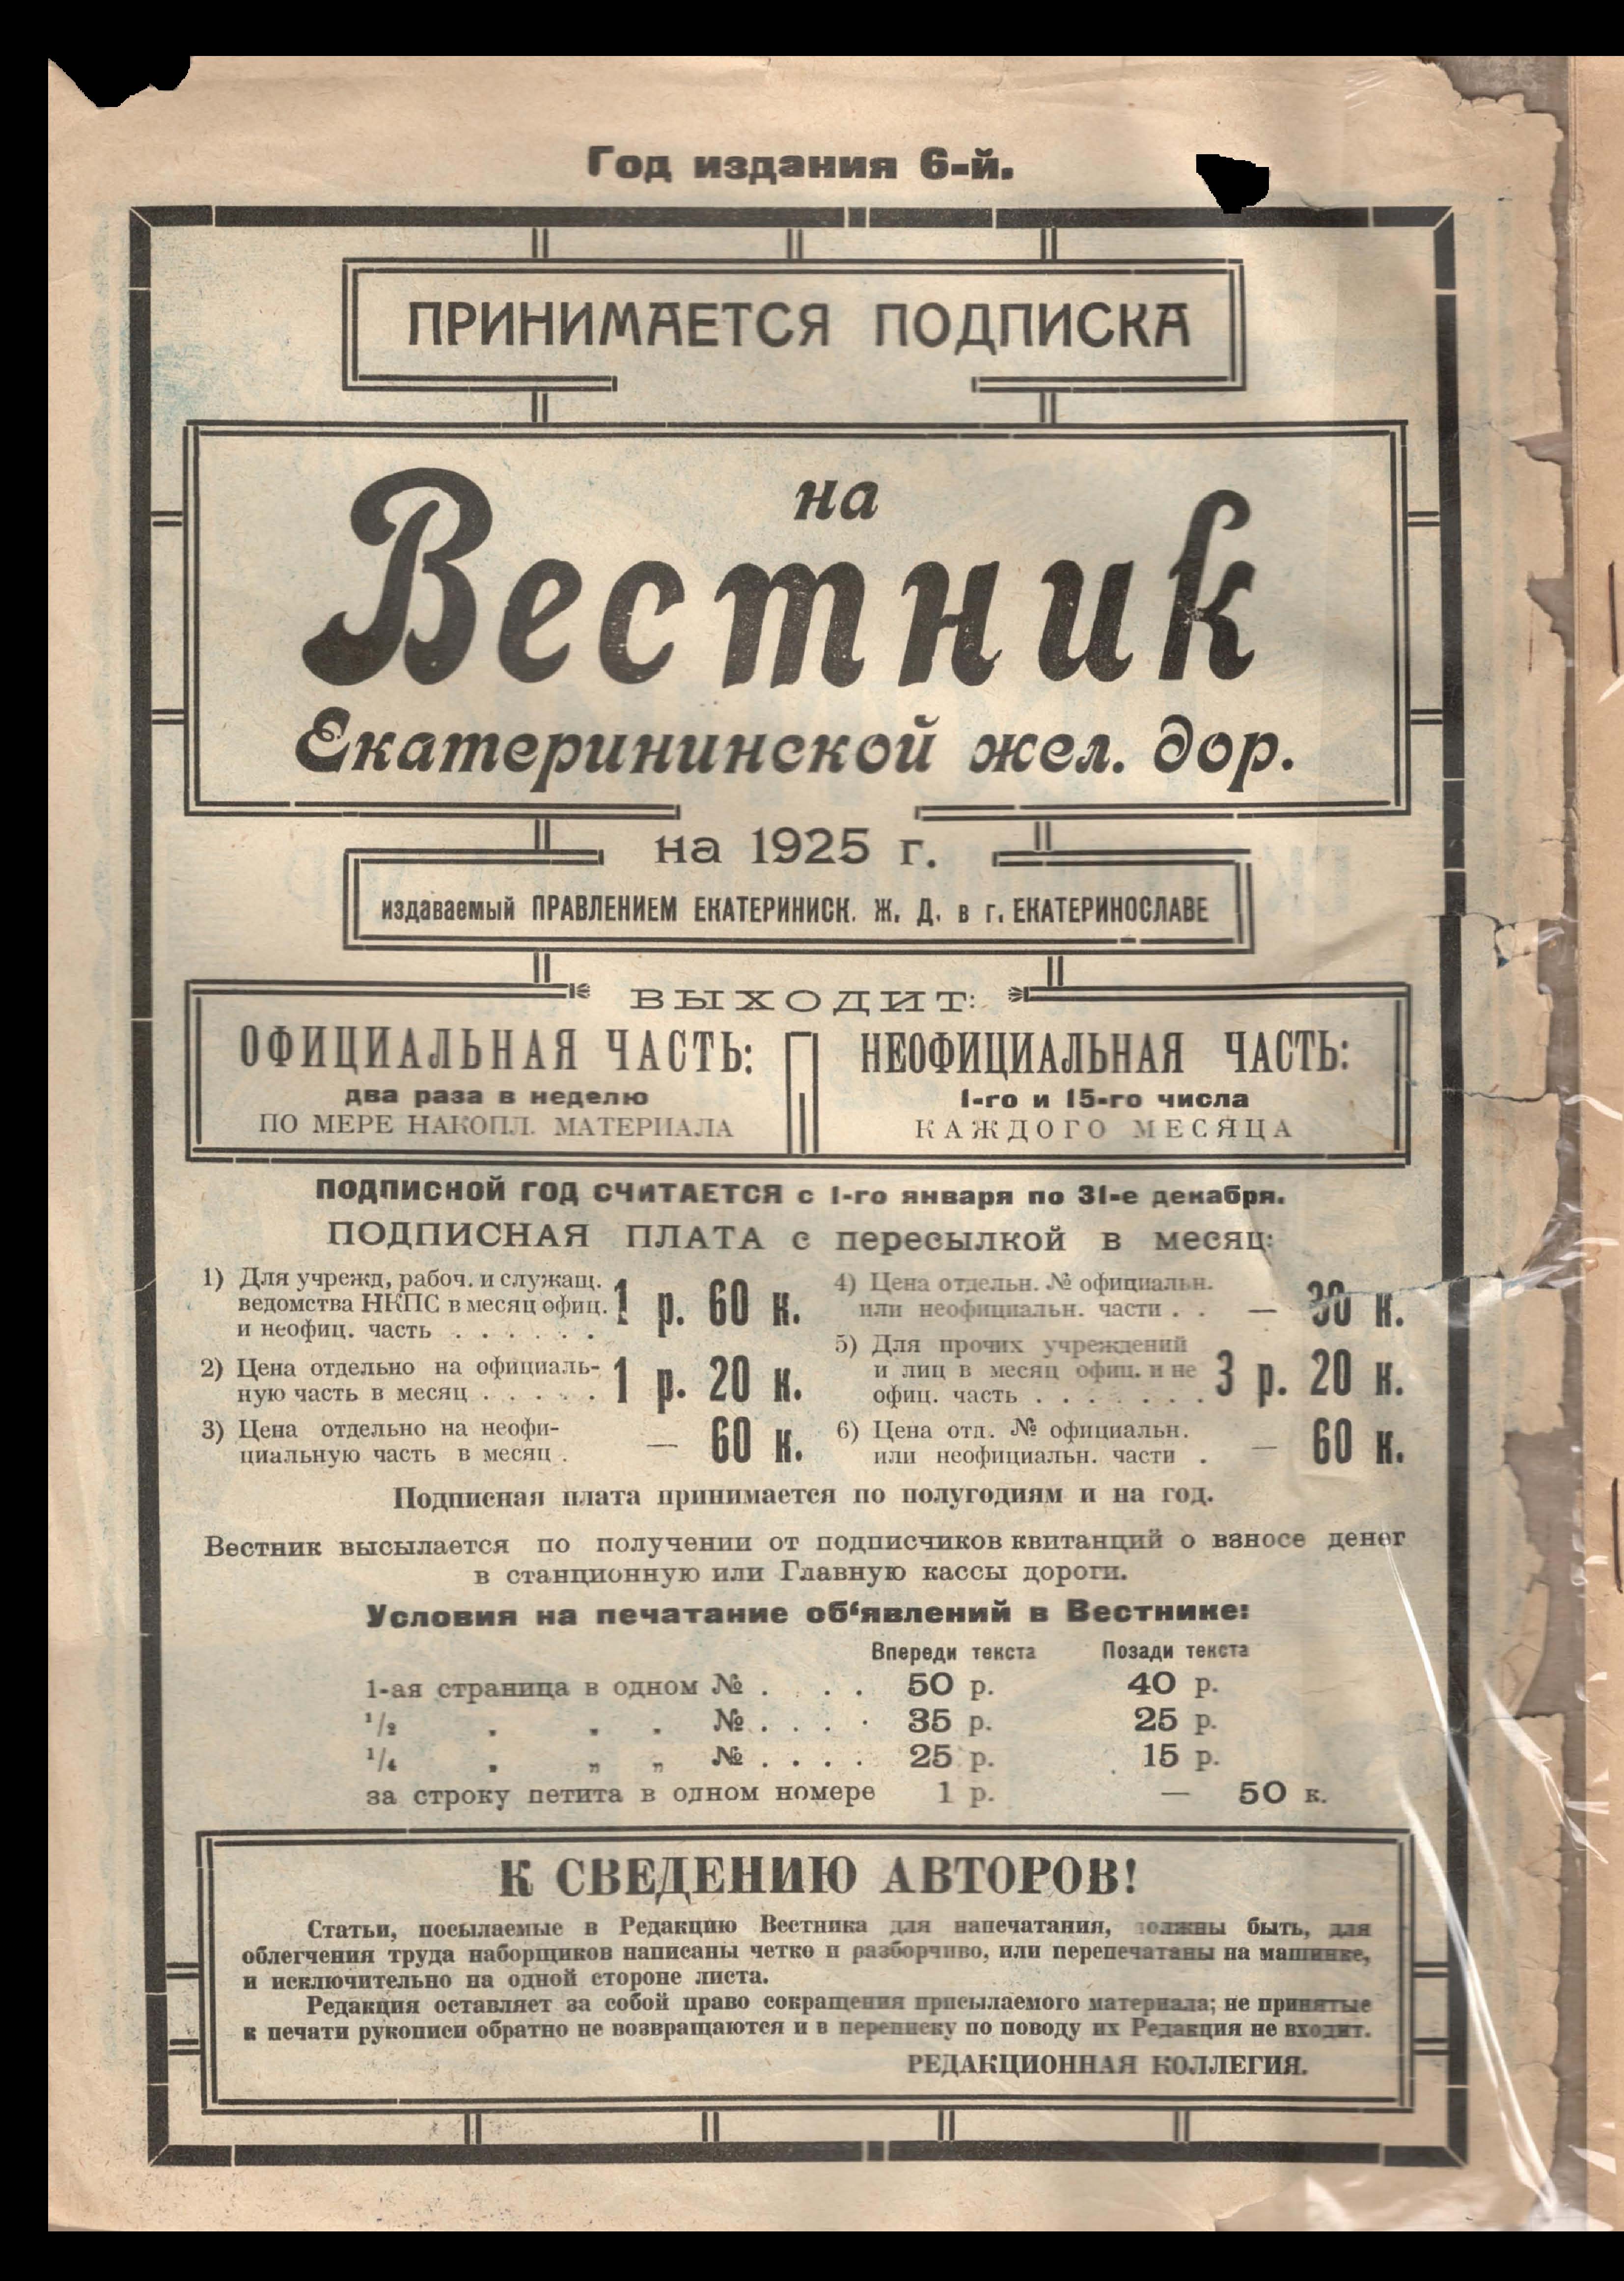 Год издания 6-й.
ПРИНИМАЕТСЯ ПОДПИСКА
на
Вестник
Екатерининской жел. дор.
на 1925 г.
издаваемый ПРАВЛЕНИЕМ ЕКАТЕРИНИСК. Ж. Д. в г. ЕКАТЕРИНОСЛАВЕ
ВЫХОДИТ:
ОФИЦИАЛЬНАЯ ЧАСТЬ:
два раза в неделю
ПО МЕРЕ НАКОПЛ. МАТЕРИАЛА
НЕОФИЦИАЛЬНАЯ ЧАСТЬ:
1-го и 15-го числа
КАЖДОГО МЕСЯЦА
ПОДПИСНОЙ ГОД СЧИТАЕТСЯ с 1-го января по 31-е декабря.
ПОДПИСНАЯ ПЛАТА с пересылкой в месяц:
1) Для учрежд, рабоч. и служащ.
ведомства НКПС в месяц офиц.
и неофиц. часть . . . . . . 1 р. 60 к.
2) Цена отдельно на официаль-
ную часть в месяц . . . . . 1 р. 20 к.
3) Цена отдельно на неофи-
циальную часть в месяц . — 60 к.
4) Цена отдельн. № официальн.
или неофициальн. части . . — 30 к.
5) Для прочих учреждений
и лиц в месяц офиц. и не
офиц. часть . . . . . . . 3 р. 20 к.
6) Цена отд. № официальн.
или неофициальн. части . — 60 к.
Подписная плата принимается по полугодиям и на год.
Вестник высылается по получении от подписчиков квитанций о взносе денег
в станционную или Главную кассы дороги.
Условия на печатание об‘явлений в Вестнике:
Впереди текста Позади текста
1-ая страница в одном № . . . . 50 р. 40 р.
1/2 „ „ „ № . . . . 35 р. 25 р.
1/4 „ „ „ № . . . . 25 р. 15 р.
за строку петита в одном номере 1 р. — 50 к.
К СВЕДЕНИЮ АВТОРОВ!
Статьи, посылаемые в Редакцию Вестника для напечатания, должны быть, для
облегчения труда наборщиков написаны четко и разборчиво, или перепечатаны на машинке,
и исключительно на одной стороне листа.
Редакция оставляет за собой право сокращения присылаемого материала; не принятые
к печати рукописи обратно не возвращаются и в переписку по поводу их Редакция не входит.
РЕДАКЦИОННАЯ КОЛЛЕГИЯ.